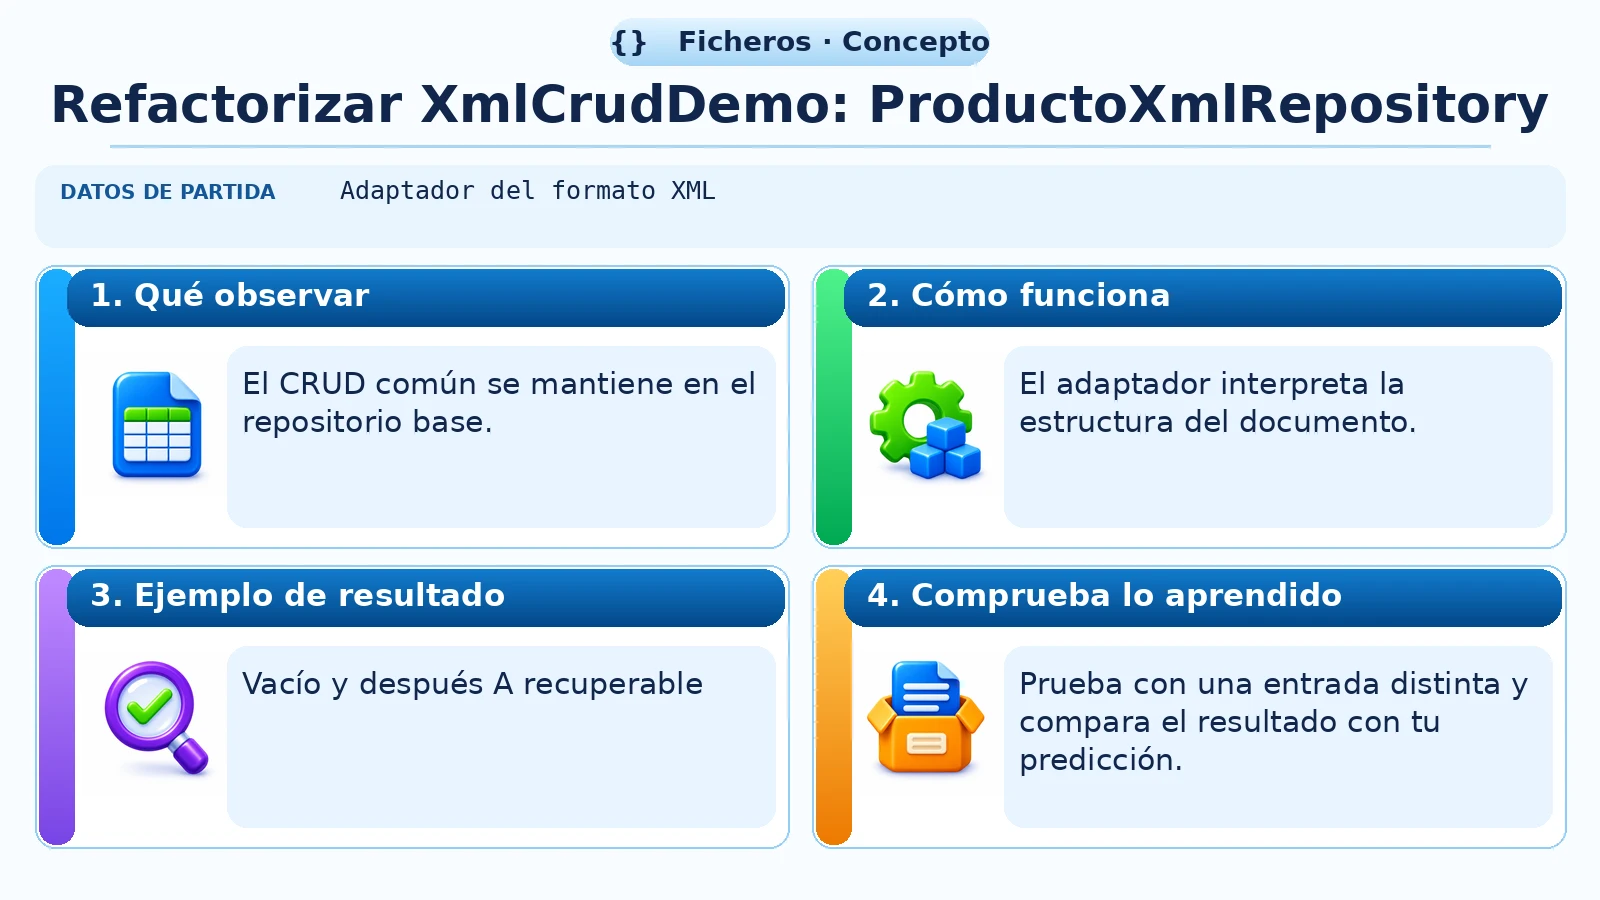 {} Ficheros · Concepto
Refactorizar XmlCrudDemo: ProductoXmlRepository
DATOS DE PARTIDA Adaptador del formato XML
1. Qué observar
El CRUD común se mantiene en el
repositorio base.
2. Cómo funciona
El adaptador interpreta la
estructura del documento.
3. Ejemplo de resultado
Vacío y después A recuperable
4. Comprueba lo aprendido
Prueba con una entrada distinta y
compara el resultado con tu
predicción.